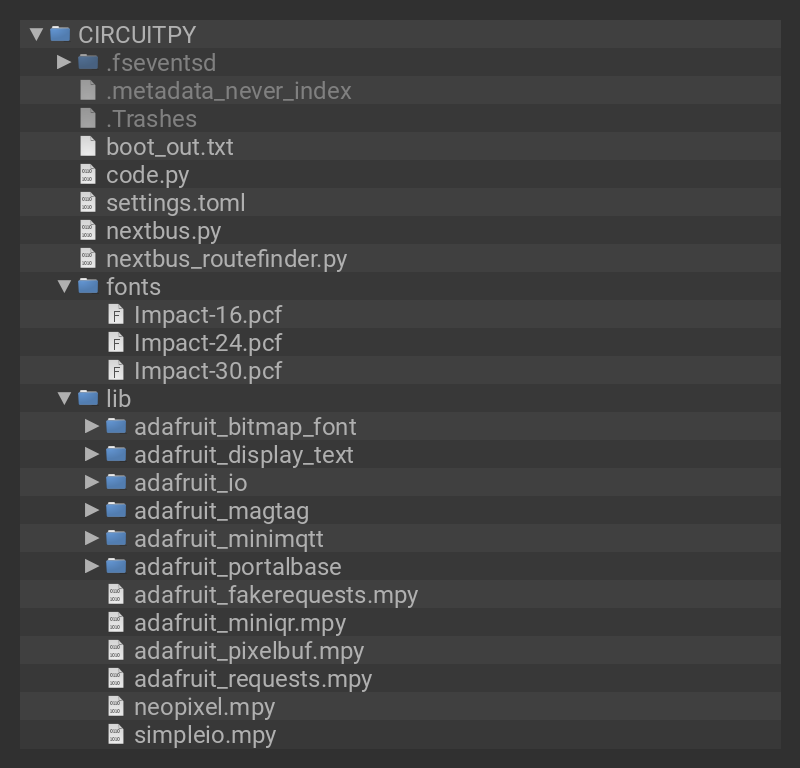 CIRCUITPY
.fseventsd
.metadata_never_index
.Trashes
boot_out.txt
code.py
settings.toml
nextbus.py
nextbus_routefinder.py
fonts
Impact-16.pcf
Impact-24.pcf
Impact-30.pcf
lib
adafruit_bitmap_font
adafruit_display_text
adafruit_io
adafruit_magtag
adafruit_minimqtt
adafruit_portalbase
adafruit_fakerequests.mpy
adafruit_miniqr.mpy
adafruit_pixelbuf.mpy
adafruit_requests.mpy
neopixel.mpy
simpleio.mpy